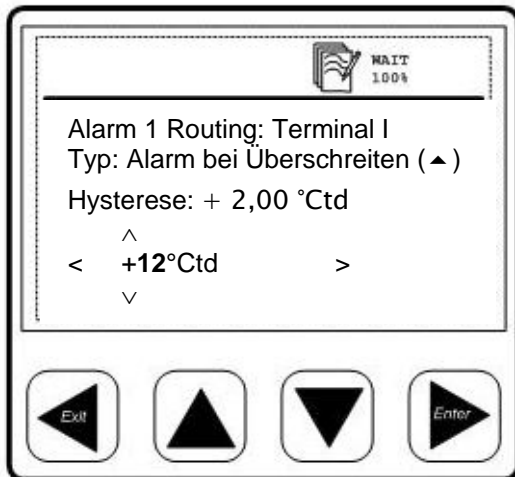 WAIT
100%
Alarm 1 Routing: Terminal I
Typ: Alarm bei Überschreiten (▲)
Hysterese: + 2,00 °Ctd
^
< +12°Ctd >
v
Exit
Enter